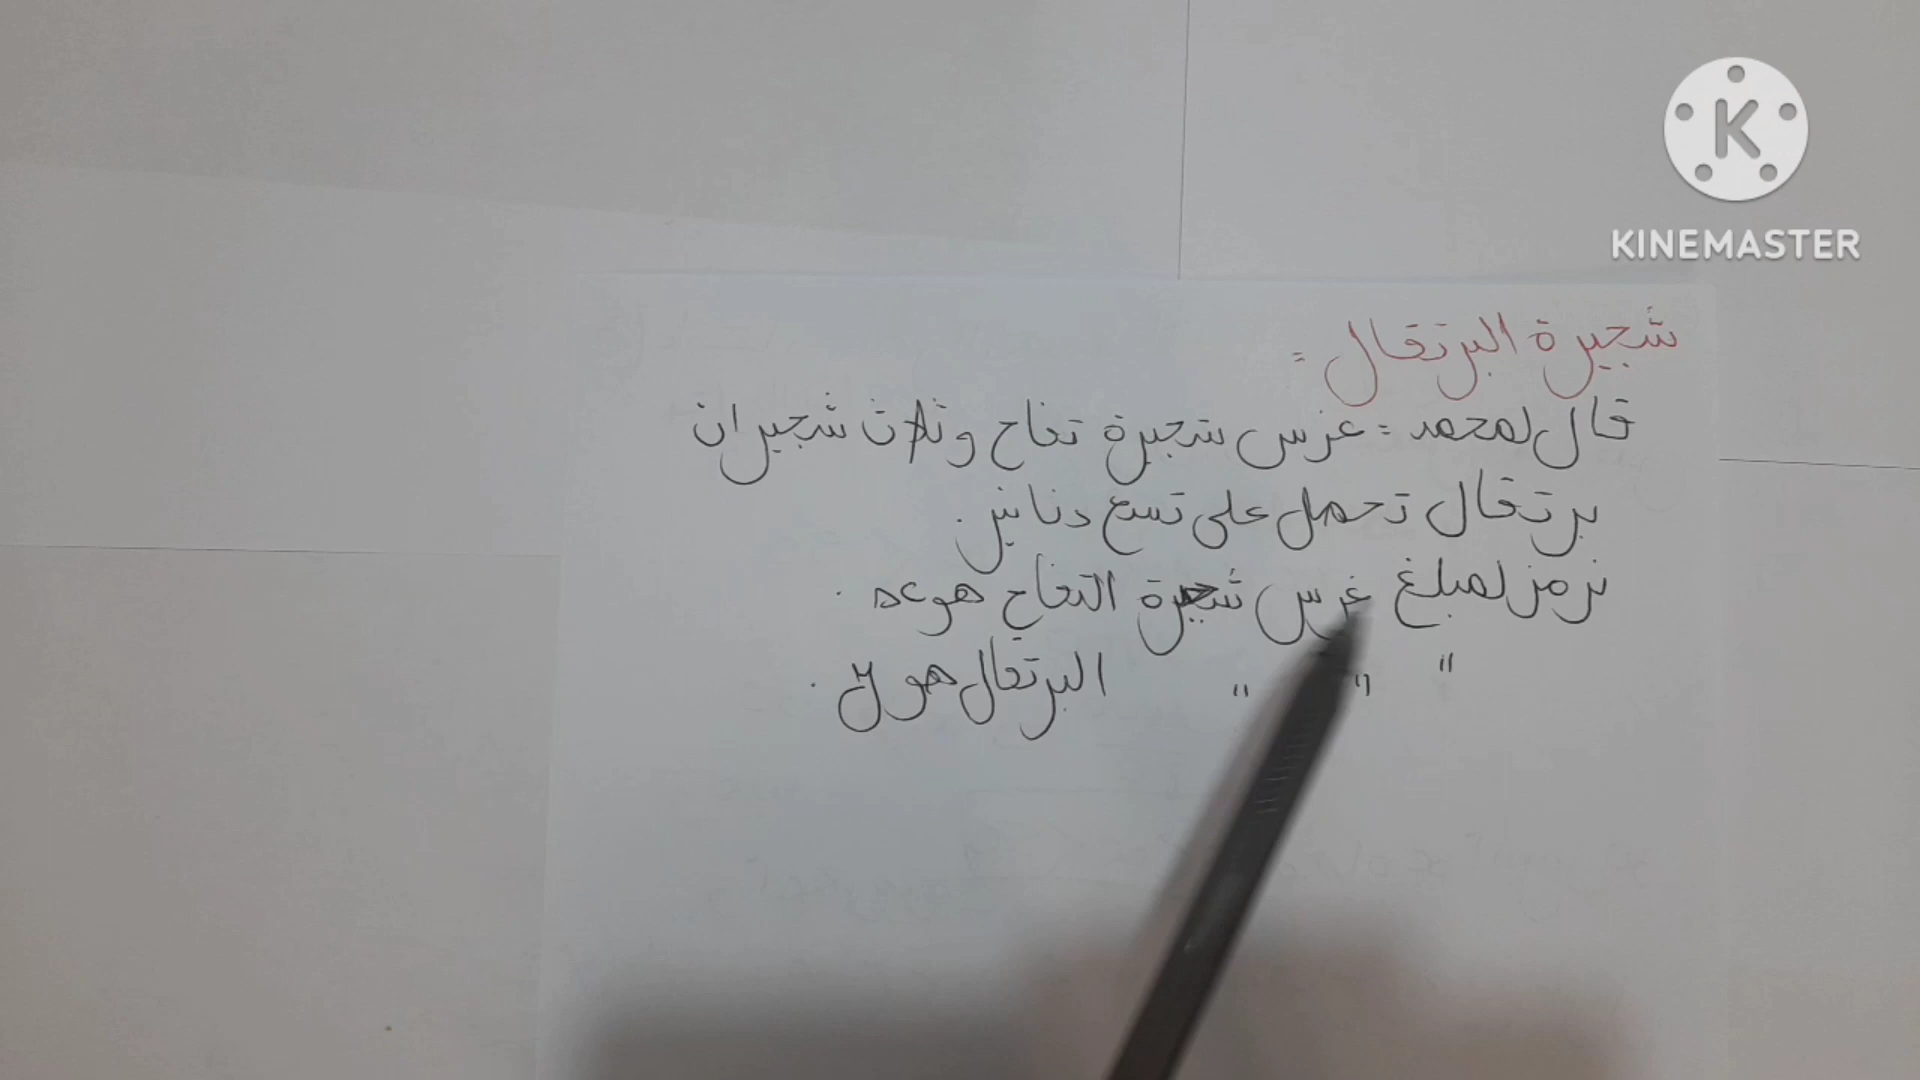 KINEMASTER
شجيرة البرتقال :
قال لمحمد : غرس شجيرة تفاح وثلاث شجيرات
برتقال تحصل على تسع دنانير.
نرمز لمبلغ غرس شجيرة التفاح هو x .
" " " البرتقال هو y .